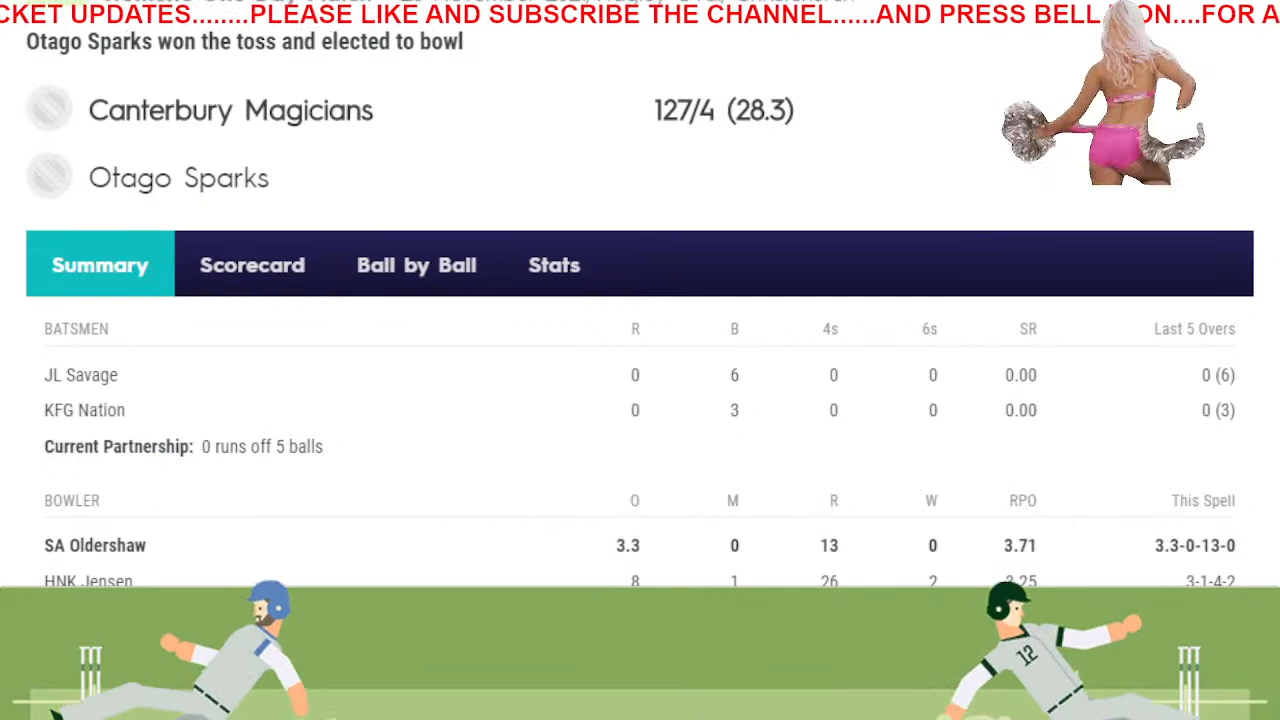 CKET UPDATES........PLEASE LIKE AND SUBSCRIBE THE CHANNEL......AND PRESS BELL ON....FOR A
Otago Sparks won the toss and elected to bowl
Canterbury Magicians 127/4 (28.3)
Otago Sparks
Summary Scorecard Ball by Ball Stats
BATSMEN R B 4s 6s SR Last 5 Overs
JL Savage 0 6 0 0 0.00 0 (6)
KFG Nation 0 3 0 0 0.00 0 (3)
Current Partnership: 0 runs off 5 balls
BOWLER O M R W RPO This Spell
SA Oldershaw 3.3 0 13 0 3.71 3.3-0-13-0
HNK Jensen 8 1 26 2 3.25 3-1-4-2
12